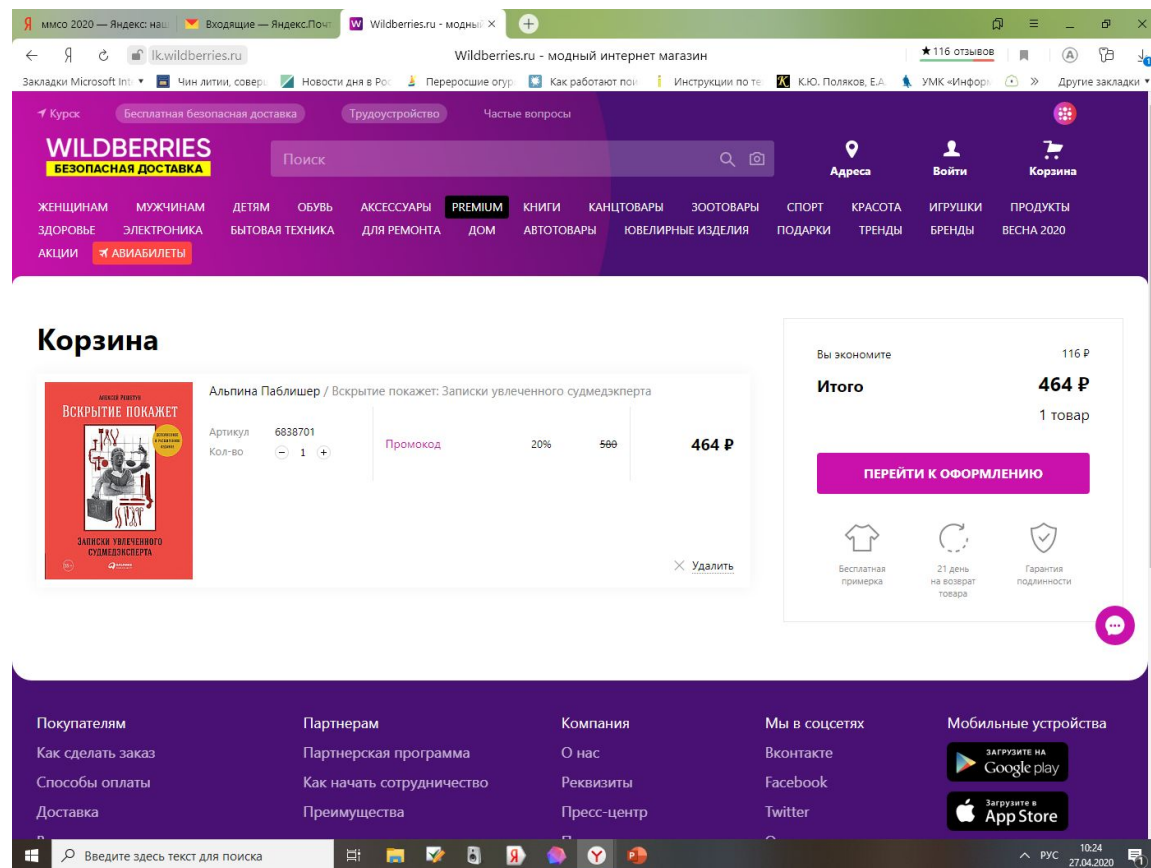 ммсо 2020 — Яндекс: наш
Входящие — Яндекс.Почт
Wildberries.ru - модный
lk.wildberries.ru
Wildberries.ru - модный интернет магазин
★116 отзывов
Закладки Microsoft Int
Чин литии, соверш
Новости дня в Рос
Переросшие огур
Как работают пои
Инструкции по те
К.Ю. Поляков, Е.А.
УМК «Информ
Другие закладки
Курск
Бесплатная безопасная доставка
Трудоустройство
Частые вопросы
WILDBERRIES
БЕЗОПАСНАЯ ДОСТАВКА
Поиск
Адреса
Войти
Корзина
ЖЕНЩИНАМ МУЖЧИНАМ ДЕТЯМ ОБУВЬ АКСЕССУАРЫ PREMIUM КНИГИ КАНЦТОВАРЫ ЗООТОВАРЫ СПОРТ КРАСОТА ИГРУШКИ ПРОДУКТЫ
ЗДОРОВЬЕ ЭЛЕКТРОНИКА БЫТОВАЯ ТЕХНИКА ДЛЯ РЕМОНТА ДОМ АВТОТОВАРЫ ЮВЕЛИРНЫЕ ИЗДЕЛИЯ ПОДАРКИ ТРЕНДЫ БРЕНДЫ ВЕСНА 2020
АКЦИИ АВИАБИЛЕТЫ
Корзина
АЛЕКСЕЙ РЕШЕТУН
ВСКРЫТИЕ ПОКАЖЕТ
ЗАПИСКИ УВЛЕЧЕННОГО
СУДМЕДЭКСПЕРТА
Альпина Паблишер / Вскрытие покажет: Записки увлеченного судмедэксперта
Артикул 6838701
Кол-во − 1 +
Промокод 20% 580 464 ₽
Удалить
Вы экономите 116 ₽
Итого 464 ₽
1 товар
ПЕРЕЙТИ К ОФОРМЛЕНИЮ
Бесплатная
примерка
21 день
на возврат
товара
Гарантия
подлинности
Покупателям
Как сделать заказ
Способы оплаты
Доставка
Партнерам
Партнерская программа
Как начать сотрудничество
Преимущества
Компания
О нас
Реквизиты
Пресс-центр
Мы в соцсетях
Вконтакте
Facebook
Twitter
Мобильные устройства
ЗАГРУЗИТЕ НА
Google play
Загрузите в
App Store
Введите здесь текст для поиска
РУС
10:24
27.04.2020